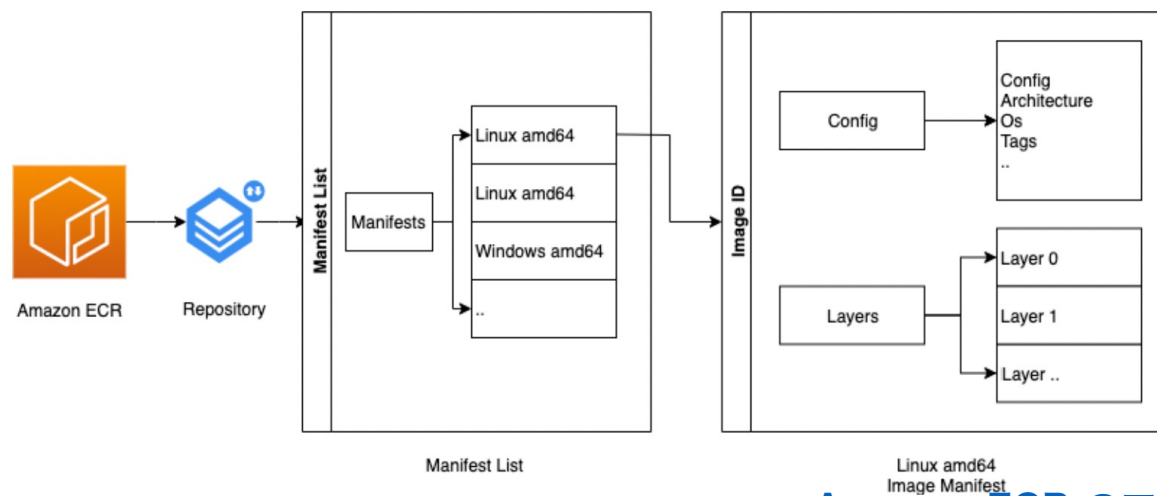 Amazon ECR
Repository
Manifest List
Manifests
Linux amd64
Linux amd64
Windows amd64
..
Manifest List
Image ID
Config
Config
Architecture
Os
Tags
..
Layers
Layer 0
Layer 1
Layer ..
Linux amd64
Image Manifest